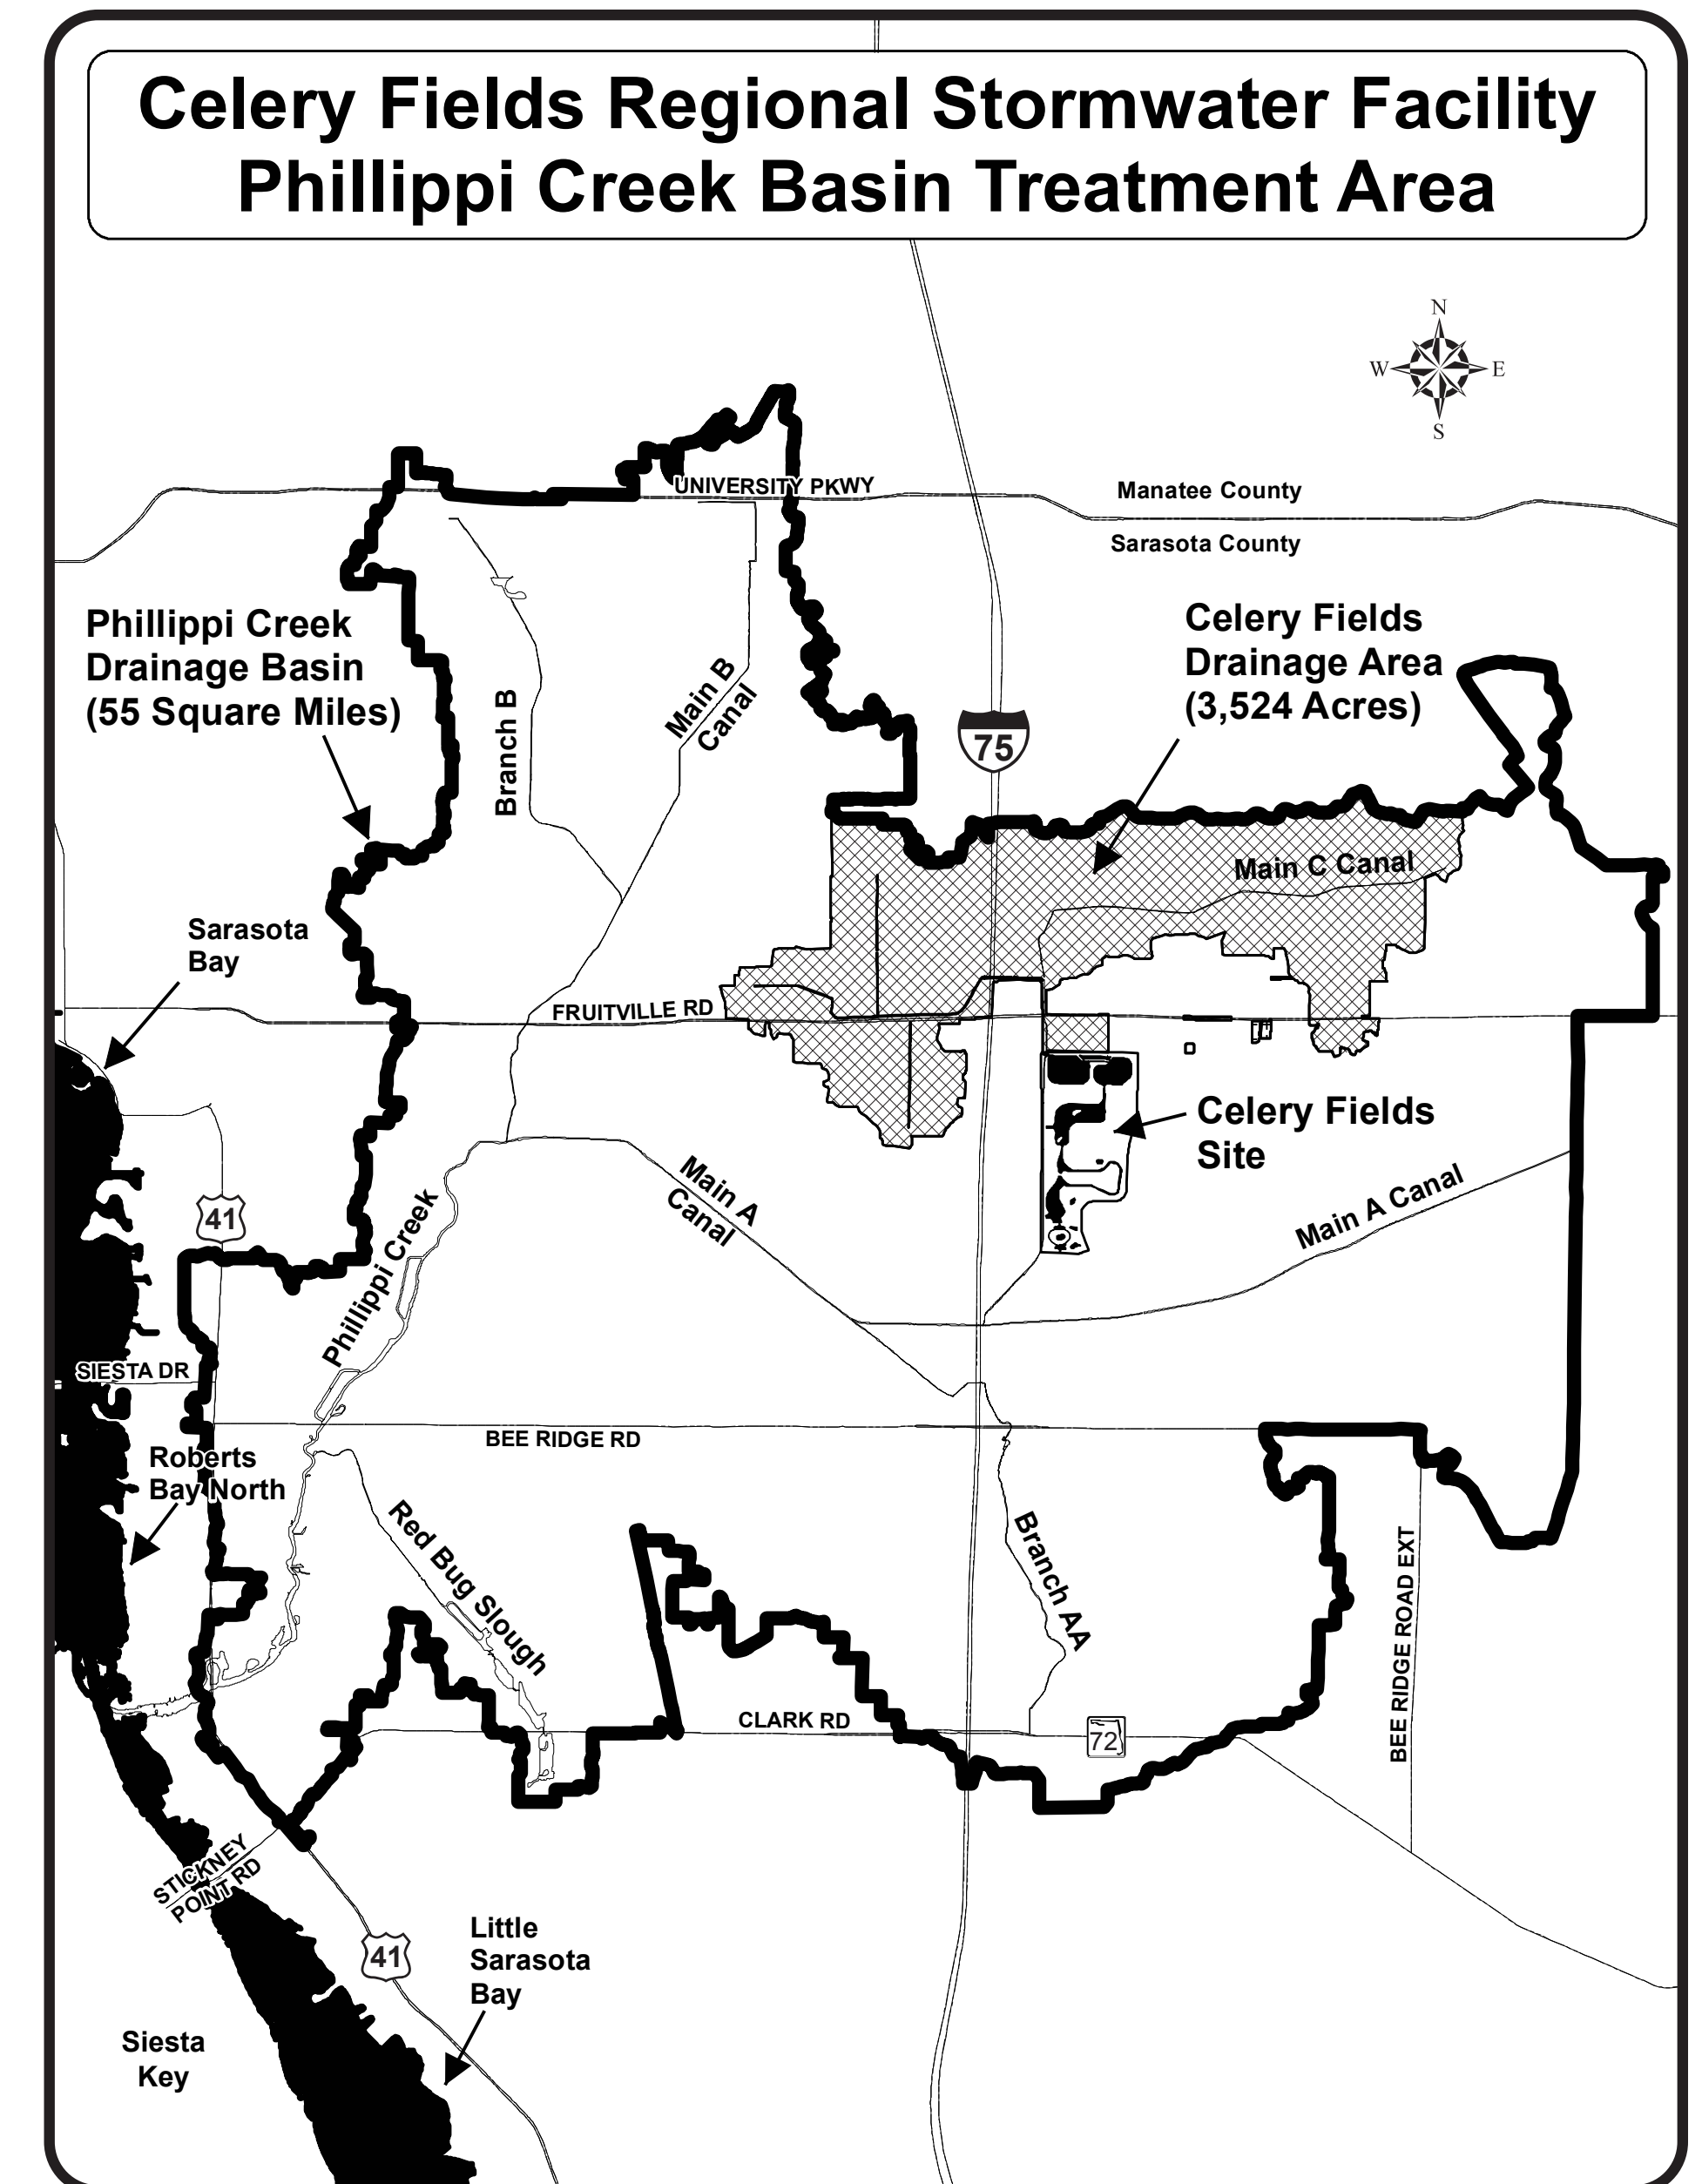 Celery Fields Regional Stormwater Facility
Phillippi Creek Basin Treatment Area
N
W
E
S
UNIVERSITY PKWY
Manatee County
Sarasota County
Phillippi Creek
Drainage Basin
(55 Square Miles)
Celery Fields
Drainage Area
(3,524 Acres)
Branch B
Main B
Canal
75
Main C Canal
Sarasota
Bay
FRUITVILLE RD
Celery Fields
Site
41
Phillippi Creek
Main A
Canal
Main A Canal
SIESTA DR
BEE RIDGE RD
Roberts
Bay North
Red Bug Slough
Branch AA
BEE RIDGE ROAD EXT
CLARK RD
72
STICKNEY
POINT RD
41
Little
Sarasota
Bay
Siesta
Key